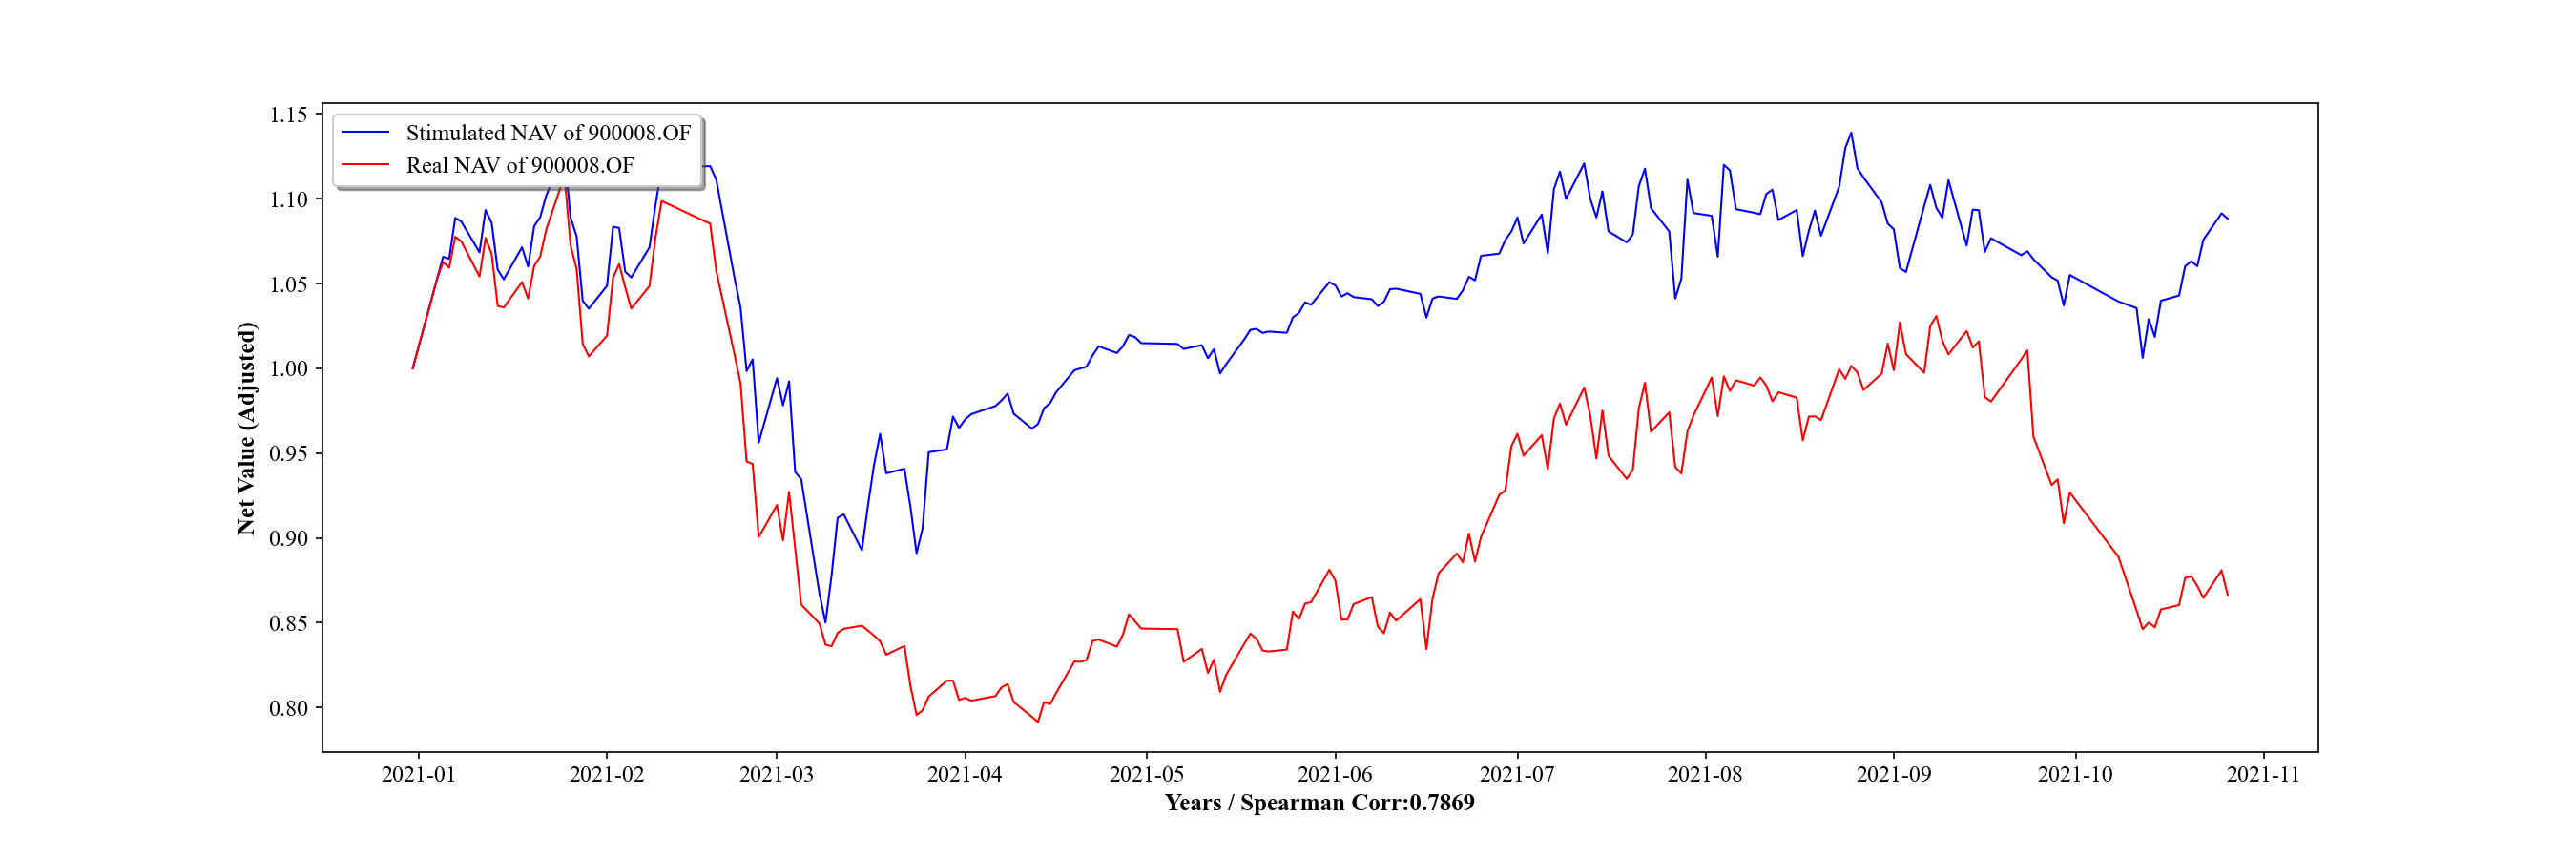 Stimulated NAV of 900008.OF
Real NAV of 900008.OF
1.15
1.10
1.05
1.00
0.95
0.90
0.85
0.80
Net Value (Adjusted)
2021-01 2021-02 2021-03 2021-04 2021-05 2021-06 2021-07 2021-08 2021-09 2021-10 2021-11
Years / Spearman Corr:0.7869